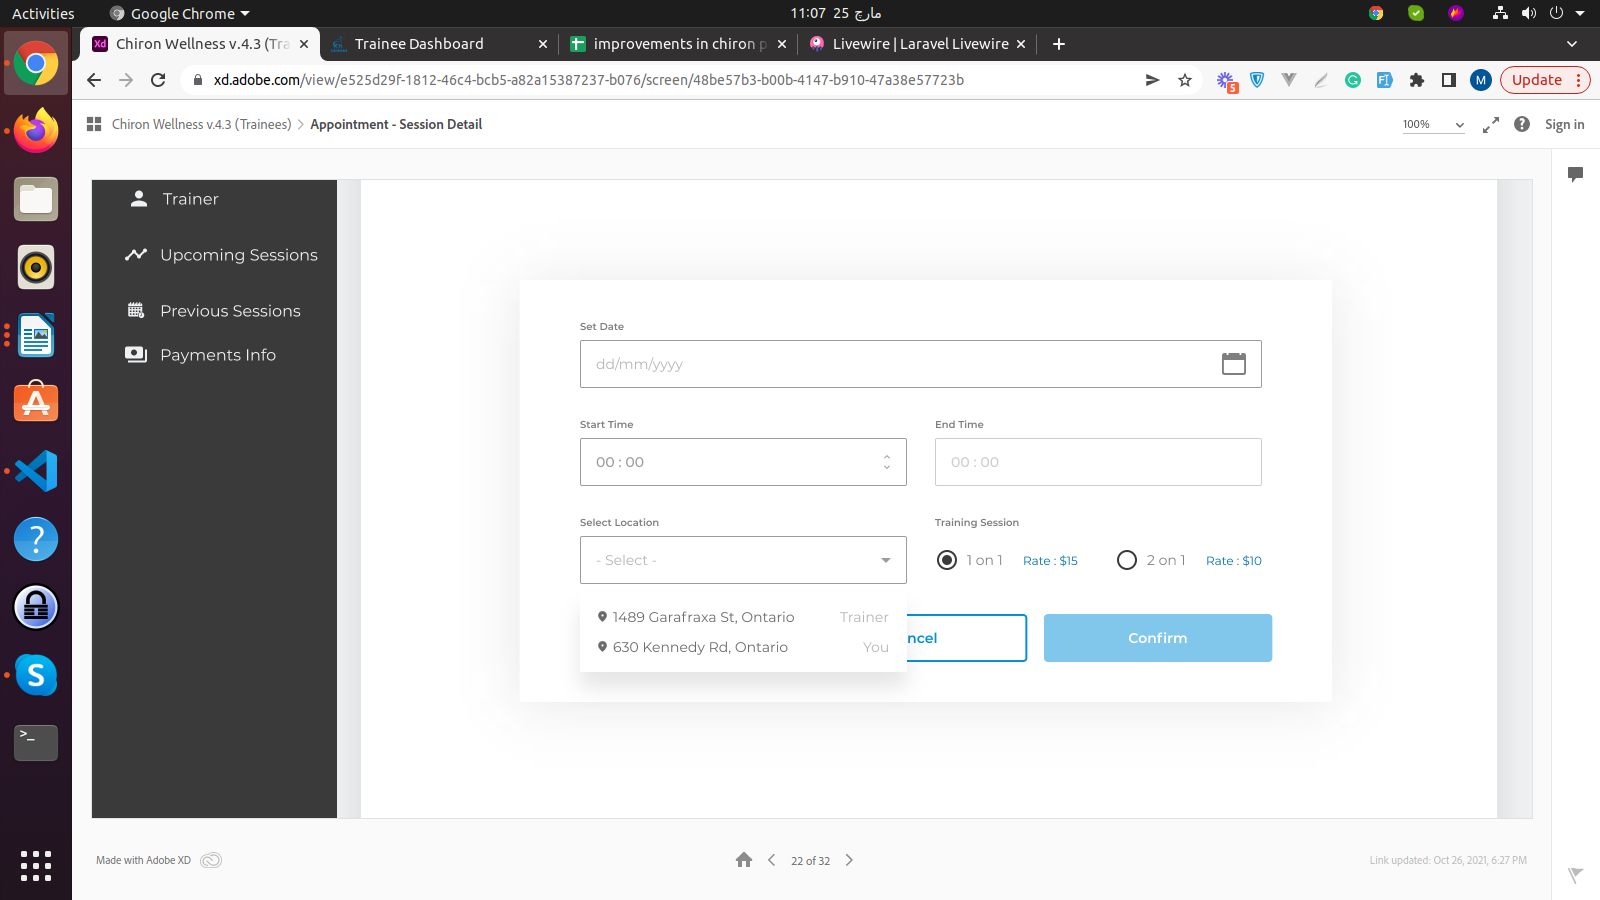 Activities
Google Chrome
11:07 25 مارچ
Chiron Wellness v.4.3 (Tra
Trainee Dashboard
improvements in chiron p
Livewire | Laravel Livewire
xd.adobe.com/view/e525d29f-1812-46c4-bcb5-a82a15387237-b076/screen/48be57b3-b00b-4147-b910-47a38e57723b
5
M
Update
Chiron Wellness v.4.3 (Trainees)
Appointment - Session Detail
100%
Sign in
Trainer
Upcoming Sessions
Previous Sessions
Payments Info
Set Date
dd/mm/yyyy
Start Time
End Time
00 : 00
00 : 00
Select Location
Training Session
- Select -
1 on 1
Rate : $15
2 on 1
Rate : $10
1489 Garafraxa St, Ontario
Trainer
630 Kennedy Rd, Ontario
You
ncel
Confirm
Made with Adobe XD
22 of 32
Link updated: Oct 26, 2021, 6:27 PM